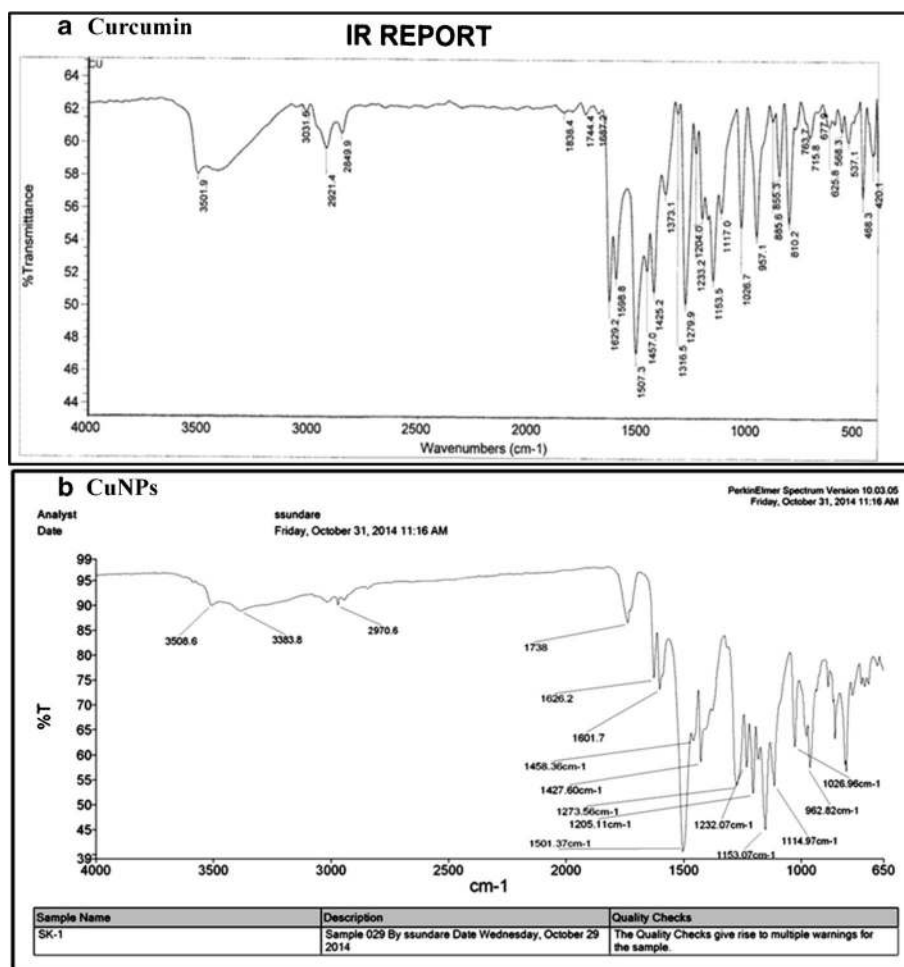 a Curcumin
IR REPORT
CU
%Transmittance
64
62
60
58
56
54
52
50
48
46
44
3501.9
3031.6
2921.4
2849.9
1838.4
1744.4
1687.2
1629.2
1598.8
1507.3
1457.0
1425.2
1373.1
1316.5
1279.9
1233.2
1204.0
1153.5
1117.0
1026.7
957.1
885.6
855.3
810.2
763.7
715.8
677.9
625.8
568.3
537.1
468.3
420.1
4000 3500 3000 2500 2000 1500 1000 500
Wavenumbers (cm-1)
b CuNPs
PerkinElmer Spectrum Version 10.03.05
Friday, October 31, 2014 11:16 AM
Analyst ssundare
Date Friday, October 31, 2014 11:16 AM
%T
99
95
90
85
80
75
70
65
60
55
50
45
39
3508.6
3383.8
2970.6
1738
1626.2
1601.7
1458.36cm-1
1427.60cm-1
1273.56cm-1
1205.11cm-1
1501.37cm-1
1232.07cm-1
1153.07cm-1
1114.97cm-1
962.82cm-1
1026.96cm-1
4000 3500 3000 2500 2000 1500 1000 650
cm-1
Sample Name Description Quality Checks
SK-1 Sample 029 By ssundare Date Wednesday, October 29 The Quality Checks give rise to multiple warnings for
2014 the sample.